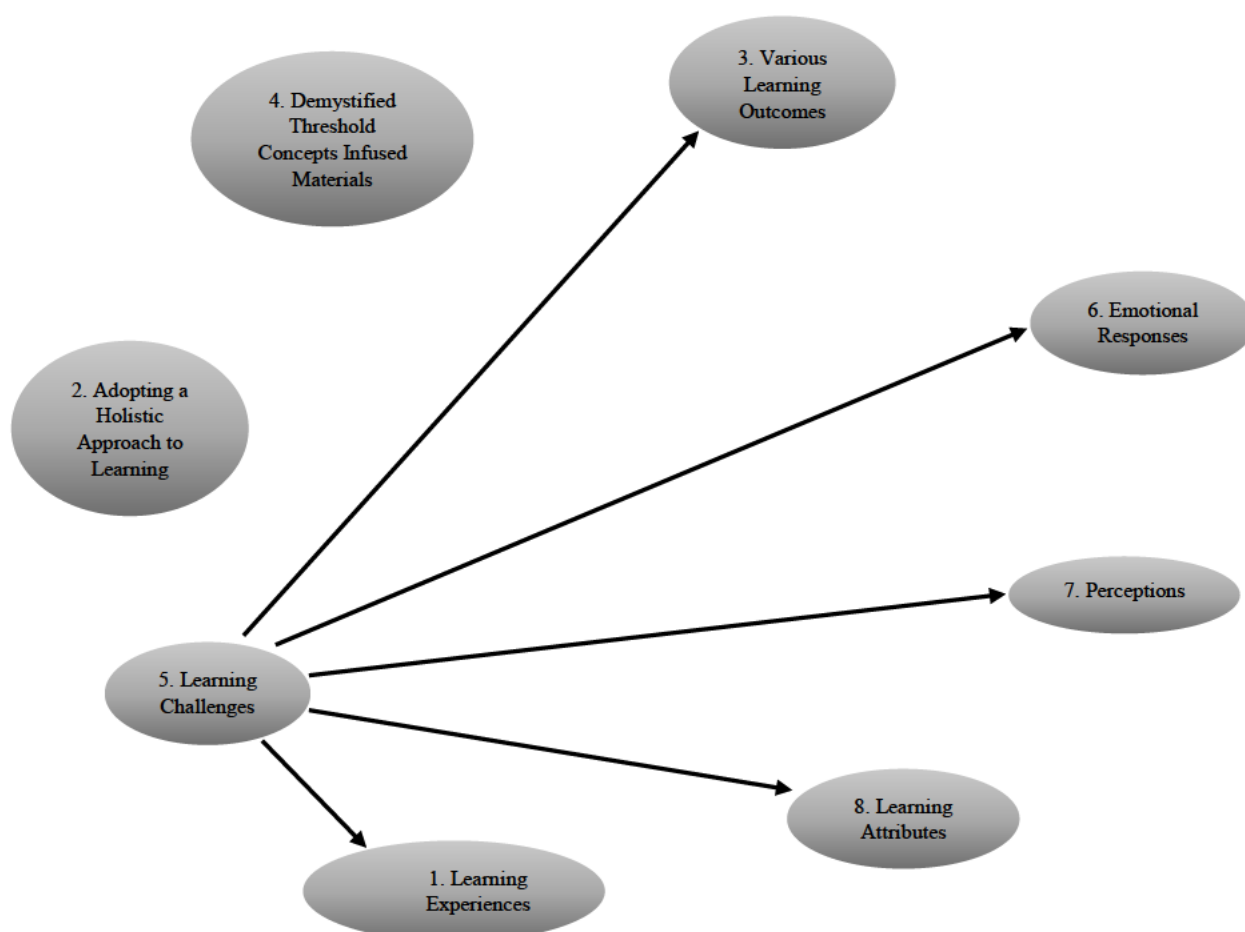 3. Various
Learning
Outcomes
4. Demystified
Threshold
Concepts Infused
Materials
6. Emotional
Responses
2. Adopting a
Holistic
Approach to
Learning
7. Perceptions
5. Learning
Challenges
8. Learning
Attributes
1. Learning
Experiences